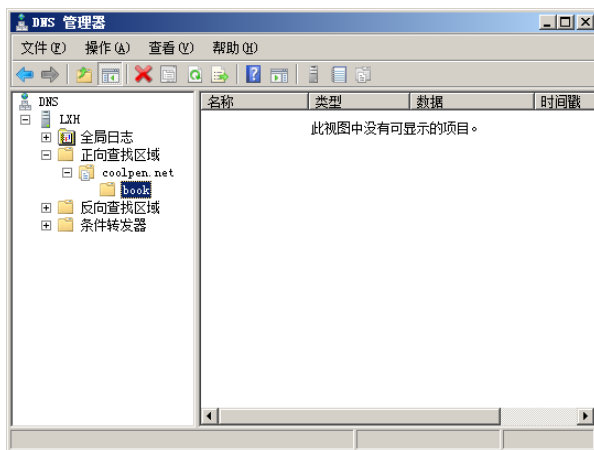 DNS 管理器
文件(F) 操作(A) 查看(V) 帮助(H)
DNS
LXH
全局日志
正向查找区域
coolpen.net
book
反向查找区域
条件转发器
名称 类型 数据 时间戳
此视图中没有可显示的项目。